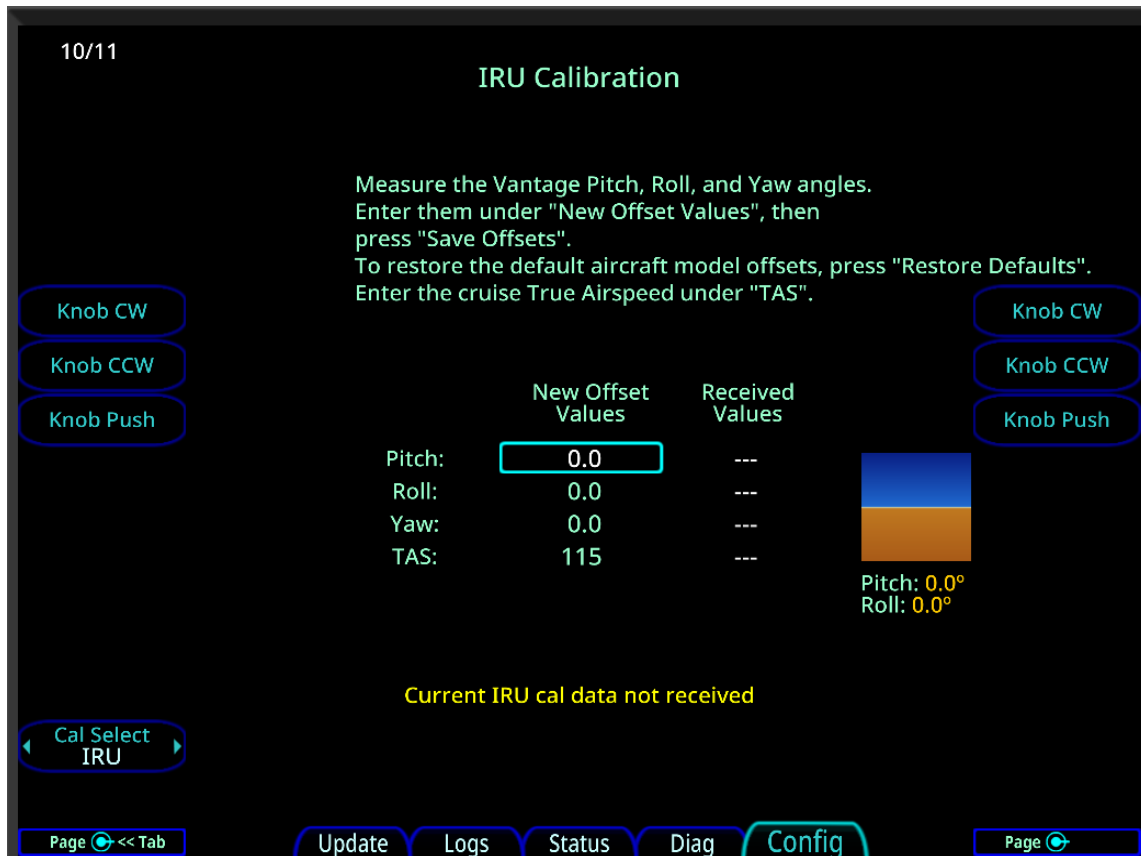 10/11
IRU Calibration
Measure the Vantage Pitch, Roll, and Yaw angles.
Enter them under "New Offset Values", then
press "Save Offsets".
To restore the default aircraft model offsets, press "Restore Defaults".
Enter the cruise True Airspeed under "TAS".
Knob CW
Knob CCW
Knob Push
Knob CW
Knob CCW
Knob Push
New Offset Values
Received Values
Pitch: 0.0 ---
Roll: 0.0 ---
Yaw: 0.0 ---
TAS: 115 ---
Pitch: 0.0º
Roll: 0.0º
Current IRU cal data not received
Cal Select
IRU
Page << Tab
Update Logs Status Diag Config
Page